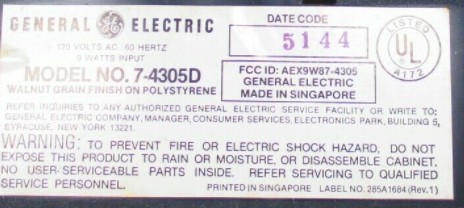 GENERAL GE ELECTRIC
120 VOLTS AC 60 HERTZ
9 WATTS INPUT
DATE CODE
5144
LISTED
UL
417Z
MODEL NO. 7-4305D
WALNUT GRAIN FINISH ON POLYSTYRENE
FCC ID: AEX9W87-4305
GENERAL ELECTRIC
MADE IN SINGAPORE
REFER INQUIRIES TO ANY AUTHORIZED GENERAL ELECTRIC SERVICE FACILITY OR WRITE TO:
GENERAL ELECTRIC COMPANY, MANAGER, CONSUMER SERVICES, ELECTRONICS PARK, BUILDING 5,
SYRACUSE, NEW YORK 13221.
WARNING: TO PREVENT FIRE OR ELECTRIC SHOCK HAZARD, DO NOT
EXPOSE THIS PRODUCT TO RAIN OR MOISTURE, OR DISASSEMBLE CABINET.
NO USER-SERVICEABLE PARTS INSIDE. REFER SERVICING TO QUALIFIED
SERVICE PERSONNEL.
PRINTED IN SINGAPORE LABEL NO. 285A1684 (Rev. 1)